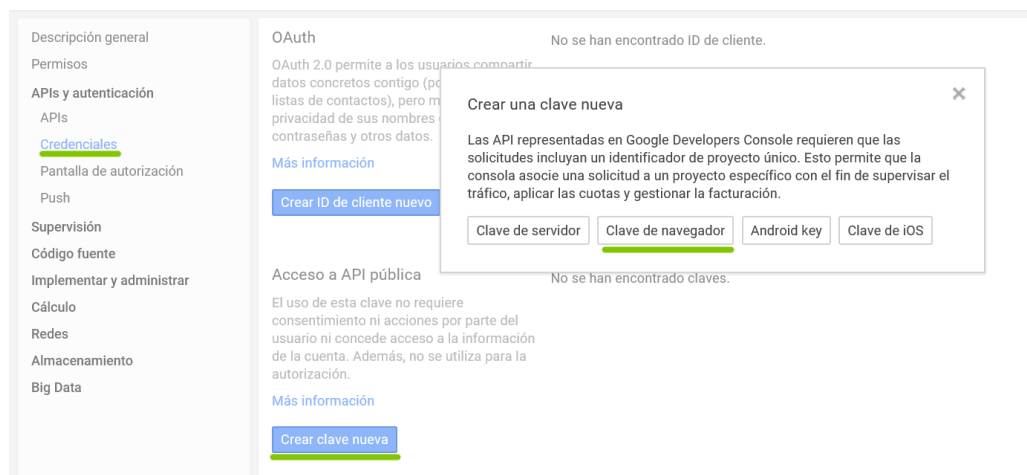 Descripción general
Permisos
APIs y autenticación
APIs
Credenciales
Pantalla de autorización
Push
Supervisión
Código fuente
Implementar y administrar
Cálculo
Redes
Almacenamiento
Big Data
OAuth
OAuth 2.0 permite a los usuarios compartir
datos concretos contigo
listas de contactos), pero
privacidad de sus nombres
contraseñas y otros datos.
Más información
Crear ID de cliente nuevo
No se han encontrado ID de cliente.
Crear una clave nueva
Las API representadas en Google Developers Console requieren que las
solicitudes incluyan un identificador de proyecto único. Esto permite que la
consola asocie una solicitud a un proyecto específico con el fin de supervisar el
tráfico, aplicar las cuotas y gestionar la facturación.
Clave de servidor Clave de navegador Android key Clave de iOS
Acceso a API pública
El uso de esta clave no requiere
consentimiento ni acciones por parte del
usuario ni concede acceso a la información
de la cuenta. Además, no se utiliza para la
autorización.
Más información
Crear clave nueva
No se han encontrado claves.